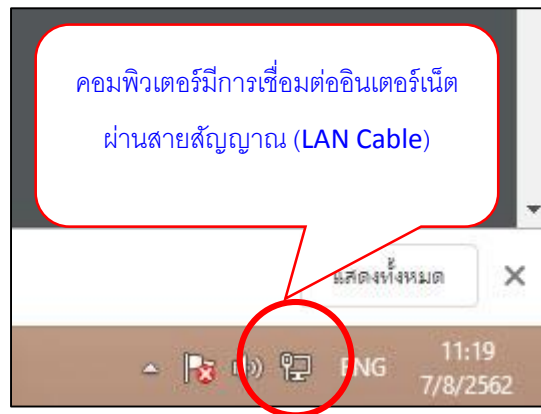 คอมพิวเตอร์มีการเชื่อมต่ออินเตอร์เน็ต
ผ่านสายสัญญาณ (LAN Cable)
แสดงทั้งหมด
ENG
11:19
7/8/2562